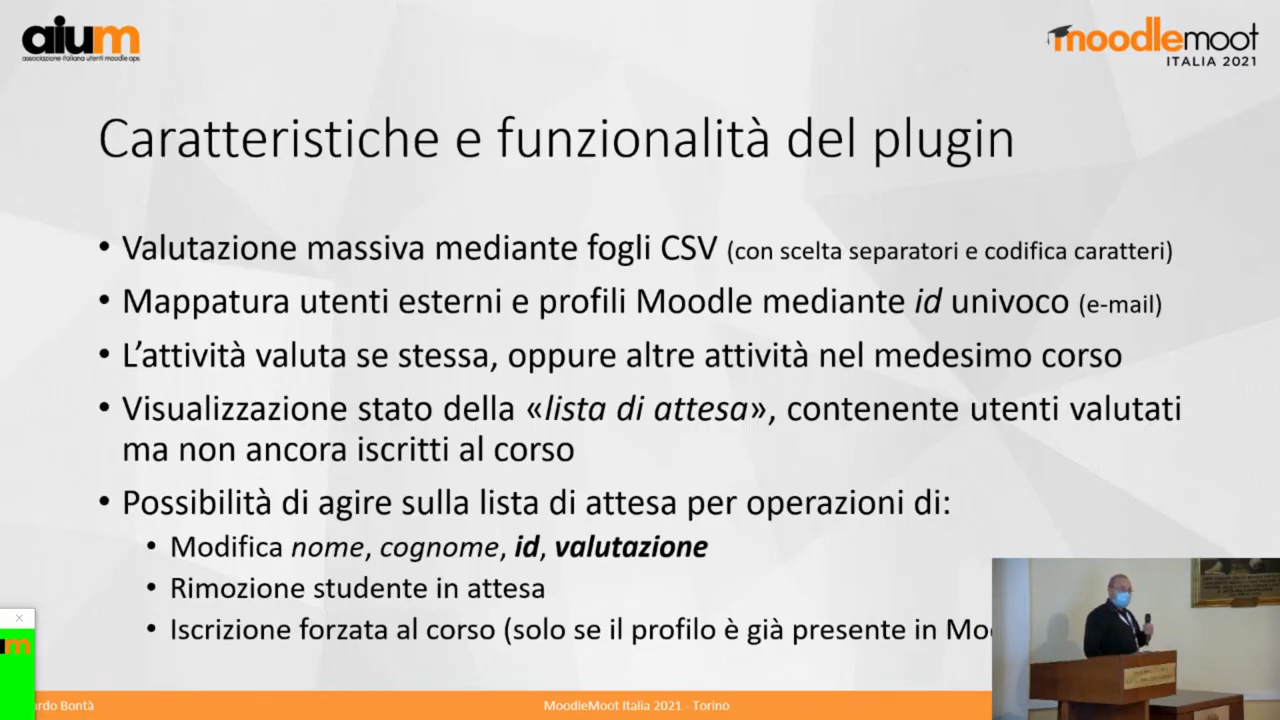 aium
associazione italiana utenti moodle aps
moodlemoot
ITALIA 2021
Caratteristiche e funzionalità del plugin
• Valutazione massiva mediante fogli CSV (con scelta separatori e codifica caratteri)
• Mappatura utenti esterni e profili Moodle mediante id univoco (e-mail)
• L’attività valuta se stessa, oppure altre attività nel medesimo corso
• Visualizzazione stato della «lista di attesa», contenente utenti valutati
ma non ancora iscritti al corso
• Possibilità di agire sulla lista di attesa per operazioni di:
• Modifica nome, cognome, id, valutazione
• Rimozione studente in attesa
• Iscrizione forzata al corso (solo se il profilo è già presente in
Bontà
MoodleMoot Italia 2021 - Torino